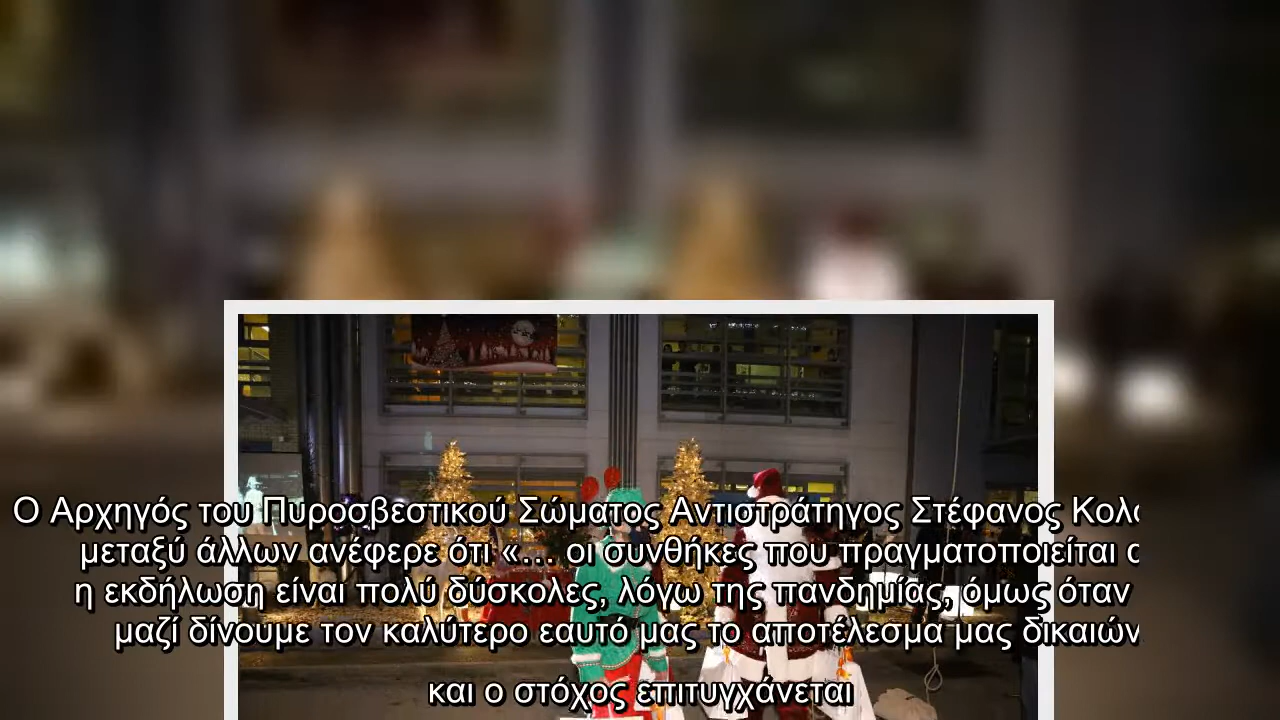 Ο Αρχηγός του Πυροσβεστικού Σώματος Αντιστράτηγος Στέφανος
μεταξύ άλλων ανέφερε ότι «… οι συνθήκες που πραγματοποιείται
η εκδήλωση είναι πολύ δύσκολες, λόγω της πανδημίας, όμως όταν
μαζί δίνουμε τον καλύτερο εαυτό μας το αποτέλεσμα μας
και ο στόχος επιτυγχάνεται